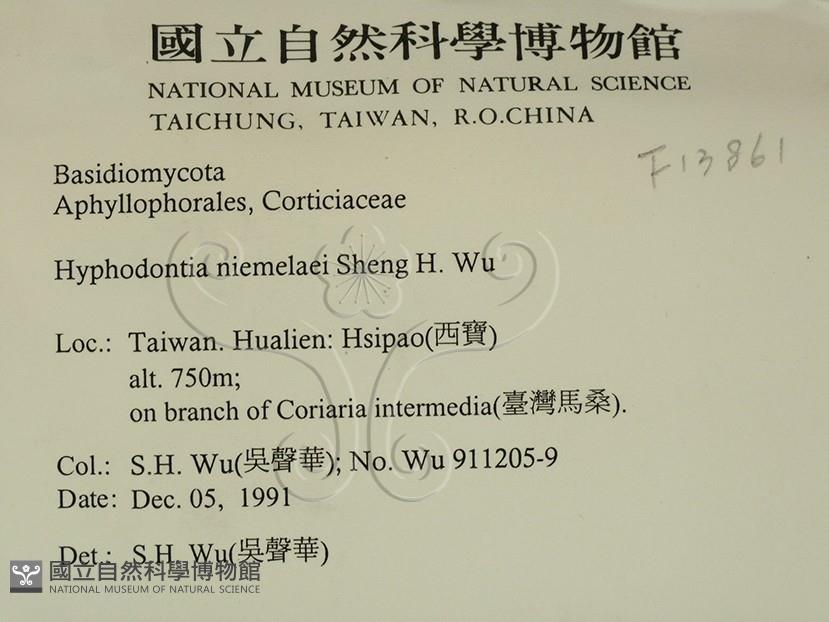 國立自然科學博物館
NATIONAL MUSEUM OF NATURAL SCIENCE
TAICHUNG, TAIWAN, R.O.CHINA
F13861
Basidiomycota
Aphyllophorales, Corticiaceae
Hyphodontia niemelaei Sheng H. Wu
Loc.: Taiwan. Hualien: Hsipao(西寶)
alt. 750m;
on branch of Coriaria intermedia(臺灣馬桑).
Col.: S.H. Wu(吳聲華); No. Wu 911205-9
Date: Dec. 05, 1991
Det.: S.H. Wu(吳聲華)
國立自然科學博物館
NATIONAL MUSEUM OF NATURAL SCIENCE